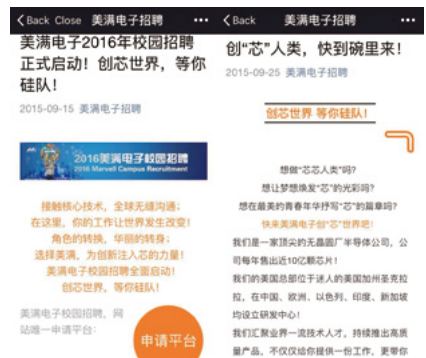 Back Close 美满电子招聘 •••
美满电子2016年校园招聘
正式启动！创芯世界，等你
硅队！
2015-09-15 美满电子招聘
2016美满电子校园招聘
2016 Marvell Campus Recruitment
接触核心技术，全球无缝沟通；
在这里，你的工作让世界发生改变！
角色的转换，华丽的转身；
选择美满，为创新注入芯的力量！
美满电子校园招聘全面启动！
创芯世界，等你硅队！
美满电子校园招聘，网
站唯一申请平台：
申请平台
Back 美满电子招聘 •••
创“芯”人类，快到碗里来！
2015-09-25 美满电子招聘
创芯世界 等你硅队！
想做“芯芯人类”吗？
想让梦想焕发“芯”的光彩吗？
想在最美的青春年华抒写“芯”的篇章吗？
快来美满电子创“芯”世界吧！
我们是一家顶尖的无晶圆厂半导体公司，公
司每年售出近10亿颗芯片！
我们的美国总部位于迷人的美国加州圣克拉
拉，在中国、欧洲、以色列、印度、新加坡
均设立研发中心！
我们汇聚业界一流技术人才，持续推出高质
量产品，不仅仅给你提供一份工作，更带你